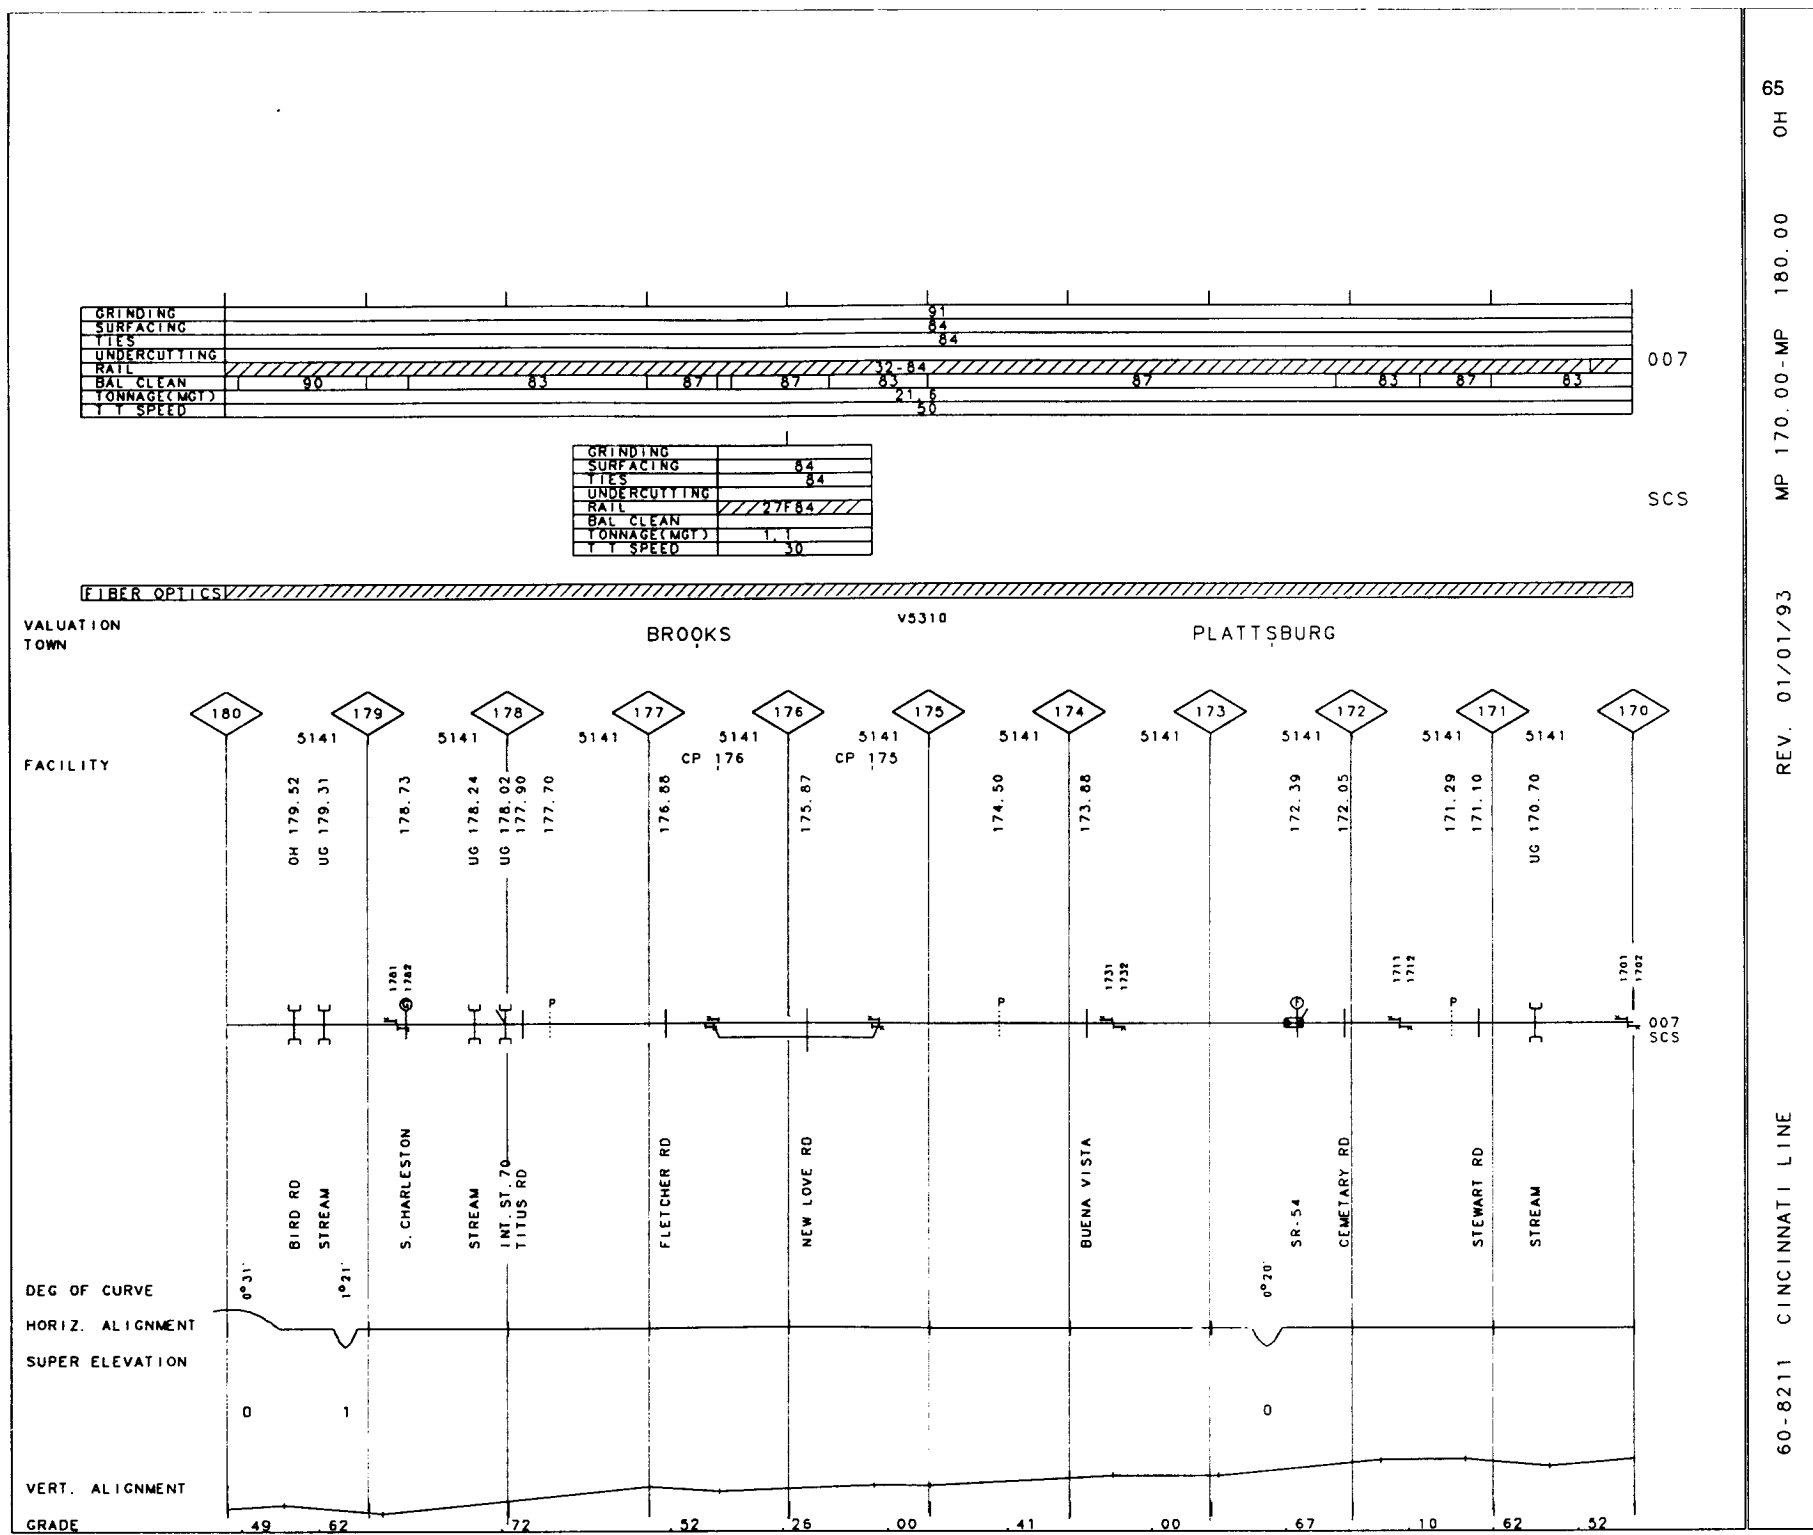 GRINDING 91
SURFACING 84
TIES 84
UNDERCUTTING
RAIL 32-84
BAL CLEAN 90 83 87 87 83 87 83 87 83
TONNAGE(MGT) 21.6
T T SPEED 50
007
GRINDING
SURFACING 84
TIES 84
UNDERCUTTING
RAIL 27F84
BAL CLEAN
TONNAGE(MGT) 1.1
T T SPEED 30
SCS
FIBER OPTICS
VALUATION V5310
TOWN BROOKS PLATTSBURG
180 179 178 177 176 175 174 173 172 171 170
5141 5141 5141 5141 5141 5141 5141 5141 5141 5141
FACILITY CP 176 CP 175
OH 179.52
UG 179.31
178.73
UG 178.24
UG 178.02
177.90
177.70
176.88
175.87
174.50
173.88
172.39
172.05
171.29
171.10
UG 170.70
1781
1782
1731
1732
1711
1712
1701
1702
P P F P
007
SCS
BIRD RD
STREAM
S. CHARLESTON
STREAM
INT. ST. 70
TITUS RD
FLETCHER RD
NEW LOVE RD
BUENA VISTA
SR-54
CEMETARY RD
STEWART RD
STREAM
DEG OF CURVE 0°31' 1°21' 0°20'
HORIZ. ALIGNMENT
SUPER ELEVATION
0 1 0
VERT. ALIGNMENT
GRADE .49 .62 .72 .52 .26 .00 .41 .00 .67 .10 .62 .52
60-8211 CINCINNATI LINE REV. 01/01/93 MP 170.00-MP 180.00 OH 65